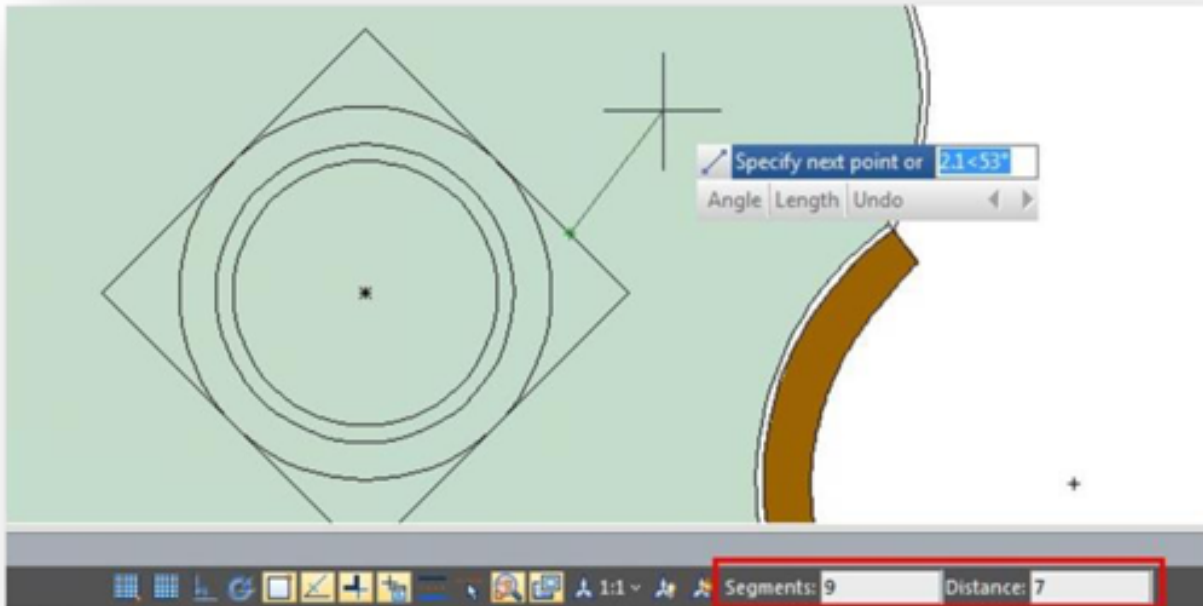 Specify next point or 2.1<53°
Angle Length Undo
1:1 Segments: 9 Distance: 7